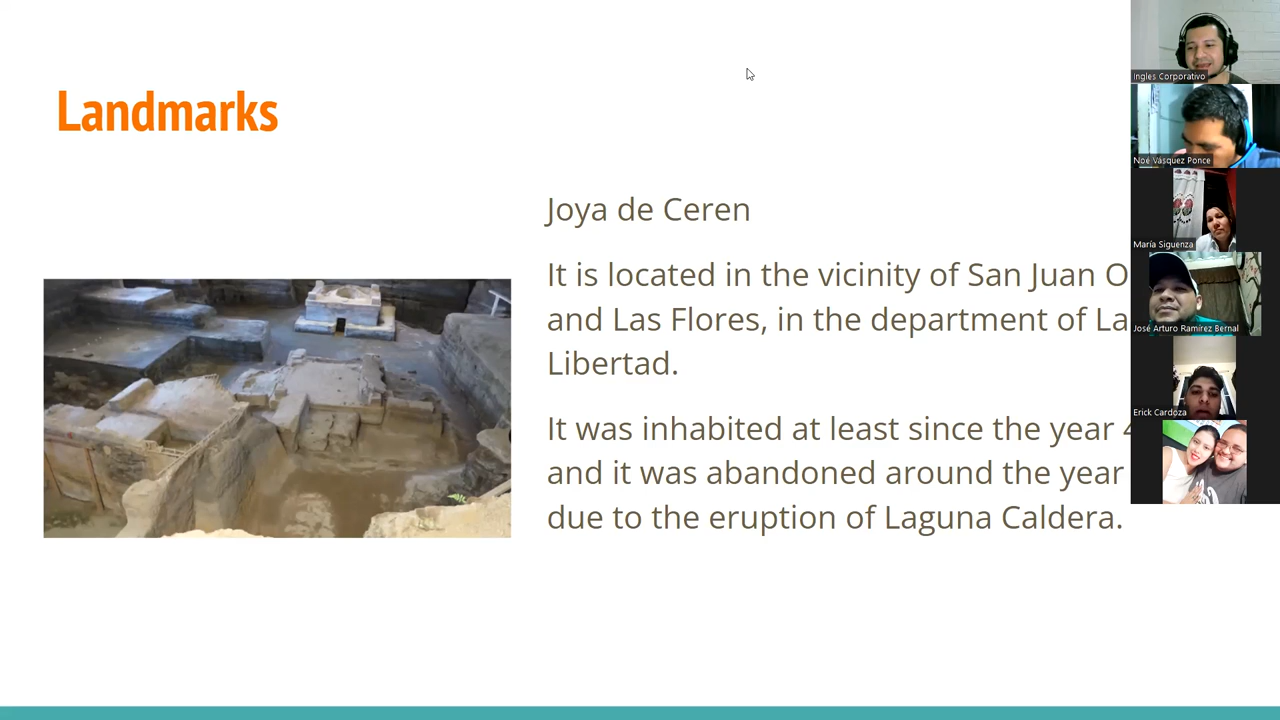 Landmarks
Joya de Ceren
It is located in the vicinity of San Juan
and Las Flores, in the department of La
Libertad.
It was inhabited at least since the year
and it was abandoned around the year
due to the eruption of Laguna Caldera.
Ingles Corporativo
Noé Vásquez Ponce
María Siguenza
José Arturo Ramírez Bernal
Erick Cardoza